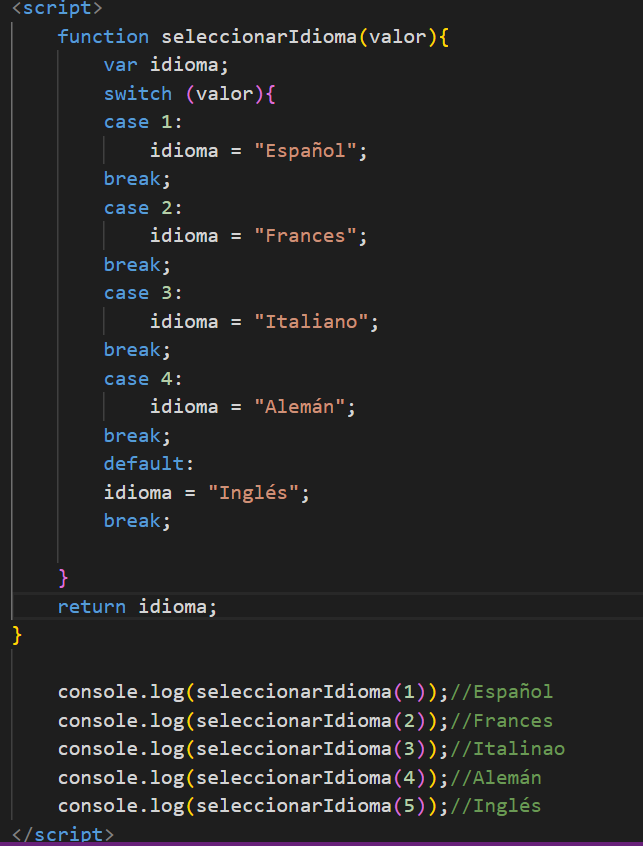 <script>
function seleccionarIdioma(valor){
var idioma;
switch (valor){
case 1:
idioma = "Español";
break;
case 2:
idioma = "Frances";
break;
case 3:
idioma = "Italiano";
break;
case 4:
idioma = "Alemán";
break;
default:
idioma = "Inglés";
break;
}
return idioma;
}
console.log(seleccionarIdioma(1));//Español
console.log(seleccionarIdioma(2));//Frances
console.log(seleccionarIdioma(3));//Italinao
console.log(seleccionarIdioma(4));//Alemán
console.log(seleccionarIdioma(5));//Inglés
</script>